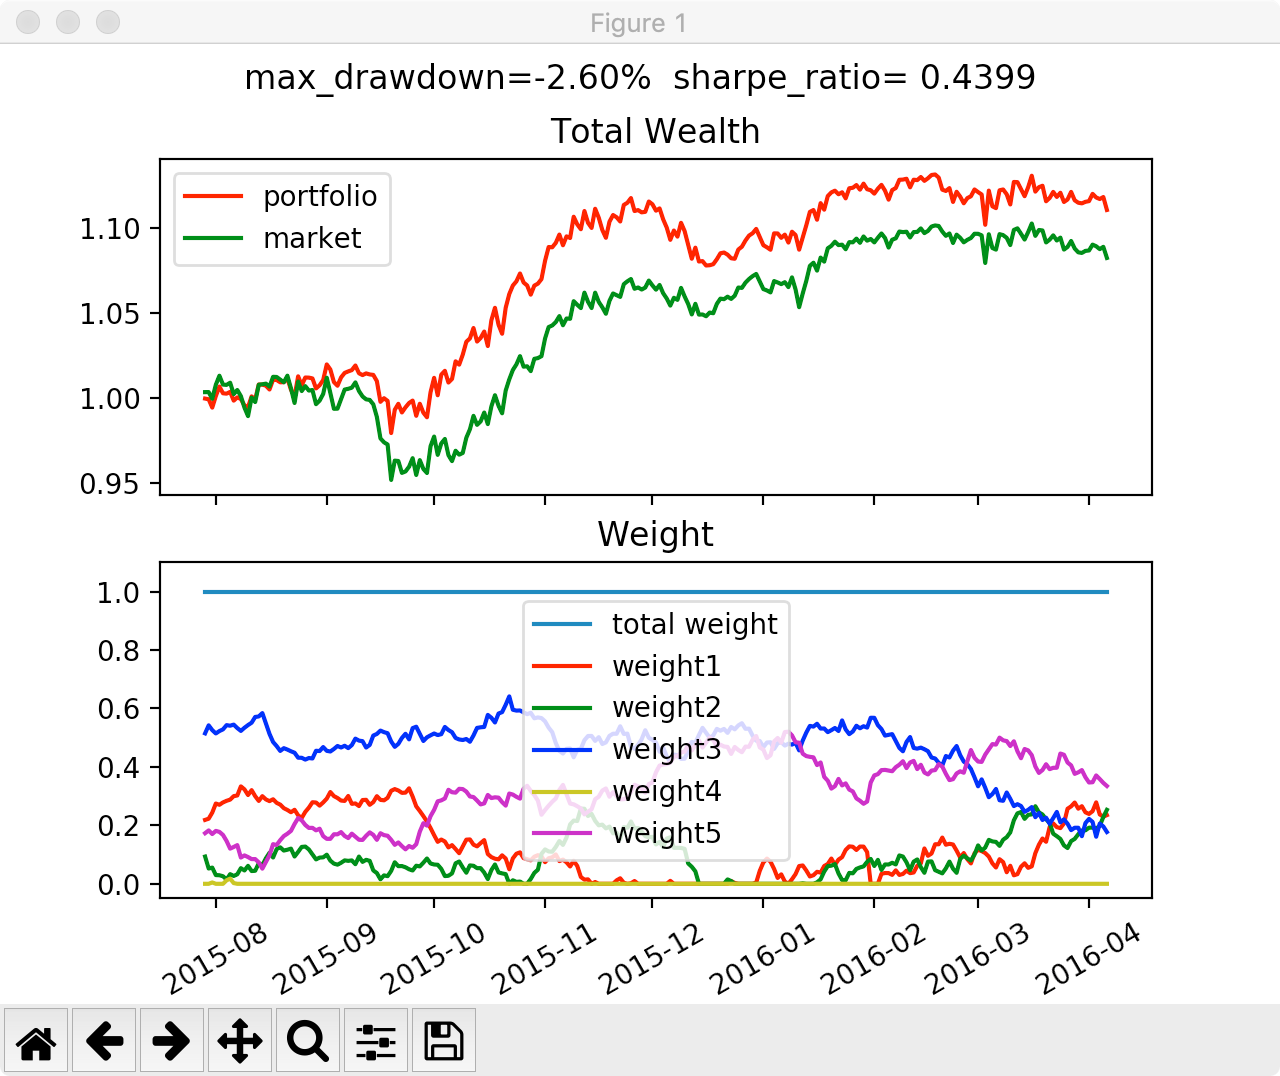 Figure 1
max_drawdown=-2.60%  sharpe_ratio= 0.4399
Total Wealth
portfolio
market
1.10
1.05
1.00
0.95
Weight
total weight
weight1
weight2
weight3
weight4
weight5
1.0
0.8
0.6
0.4
0.2
0.0
2015-08
2015-09
2015-10
2015-11
2015-12
2016-01
2016-02
2016-03
2016-04